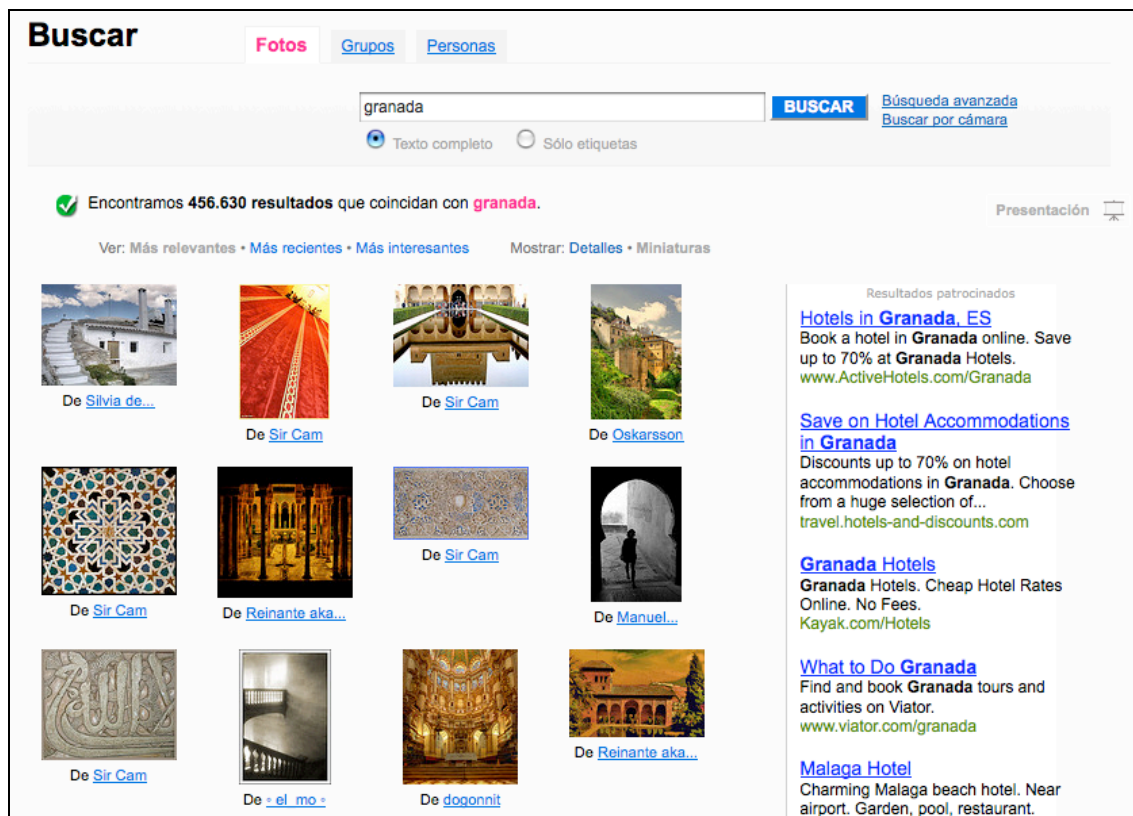 Buscar
Fotos Grupos Personas
granada BUSCAR Búsqueda avanzada
Buscar por cámara
Texto completo Sólo etiquetas
Encontramos 456.630 resultados que coincidan con granada.
Presentación
Ver: Más relevantes • Más recientes • Más interesantes Mostrar: Detalles • Miniaturas
De Silvia de...
De Sir Cam
De Sir Cam
De Oskarsson
De Sir Cam
De Reinante aka...
De Sir Cam
De Manuel...
De Sir Cam
De ◦ el_mo ◦
De dogonnit
De Reinante aka...
Resultados patrocinados
Hotels in Granada, ES
Book a hotel in Granada online. Save
up to 70% at Granada Hotels.
www.ActiveHotels.com/Granada
Save on Hotel Accommodations
in Granada
Discounts up to 70% on hotel
accommodations in Granada. Choose
from a huge selection of...
travel.hotels-and-discounts.com
Granada Hotels
Granada Hotels. Cheap Hotel Rates
Online. No Fees.
Kayak.com/Hotels
What to Do Granada
Find and book Granada tours and
activities on Viator.
www.viator.com/granada
Malaga Hotel
Charming Malaga beach hotel. Near
airport. Garden, pool, restaurant.